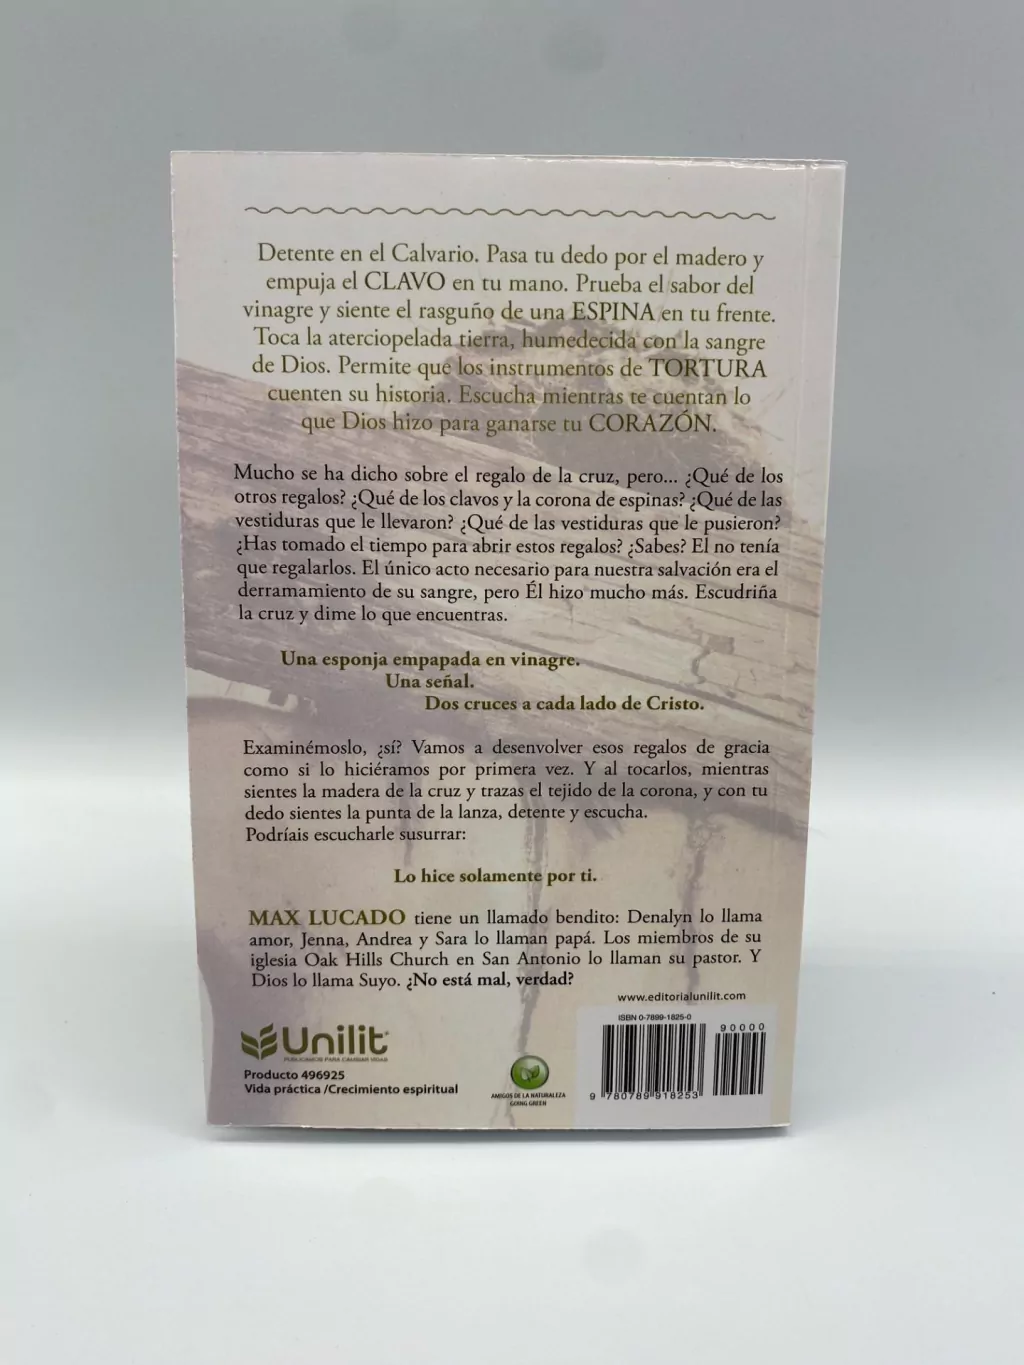 Detente en el Calvario. Pasa tu dedo por el madero y
empuja el CLAVO en tu mano. Prueba el sabor del
vinagre y siente el rasguño de una ESPINA en tu frente.
Toca la aterciopelada tierra, humedecida con la sangre
de Dios. Permite que los instrumentos de TORTURA
cuenten su historia. Escucha mientras te cuentan lo
que Dios hizo para ganarse tu CORAZÓN.
Mucho se ha dicho sobre el regalo de la cruz, pero... ¿Qué de los
otros regalos? ¿Qué de los clavos y la corona de espinas? ¿Qué de las
vestiduras que le llevaron? ¿Qué de las vestiduras que le pusieron?
¿Has tomado el tiempo para abrir estos regalos? ¿Sabes? El no tenía
que regalarlos. El único acto necesario para nuestra salvación era el
derramamiento de su sangre, pero Él hizo mucho más. Escudriña
la cruz y dime lo que encuentras.
Una esponja empapada en vinagre.
Una señal.
Dos cruces a cada lado de Cristo.
Examinémoslo, ¿sí? Vamos a desenvolver esos regalos de gracia
como si lo hiciéramos por primera vez. Y al tocarlos, mientras
sientes la madera de la cruz y trazas el tejido de la corona, y con tu
dedo sientes la punta de la lanza, detente y escucha.
Podríais escucharle susurrar:
Lo hice solamente por ti.
MAX LUCADO tiene un llamado bendito: Denalyn lo llama
amor, Jenna, Andrea y Sara lo llaman papá. Los miembros de su
iglesia Oak Hills Church en San Antonio lo llaman su pastor. Y
Dios lo llama Suyo. ¿No está mal, verdad?
www.editorialunilit.com
ISBN 0-7899-1825-0
90000
Unilit®
PUBLICAMOS PARA CAMBIAR VIDAS
Producto 496925
Vida práctica /Crecimiento espiritual
AMIGOS DE LA NATURALEZA
GOING GREEN
9 780789 918253